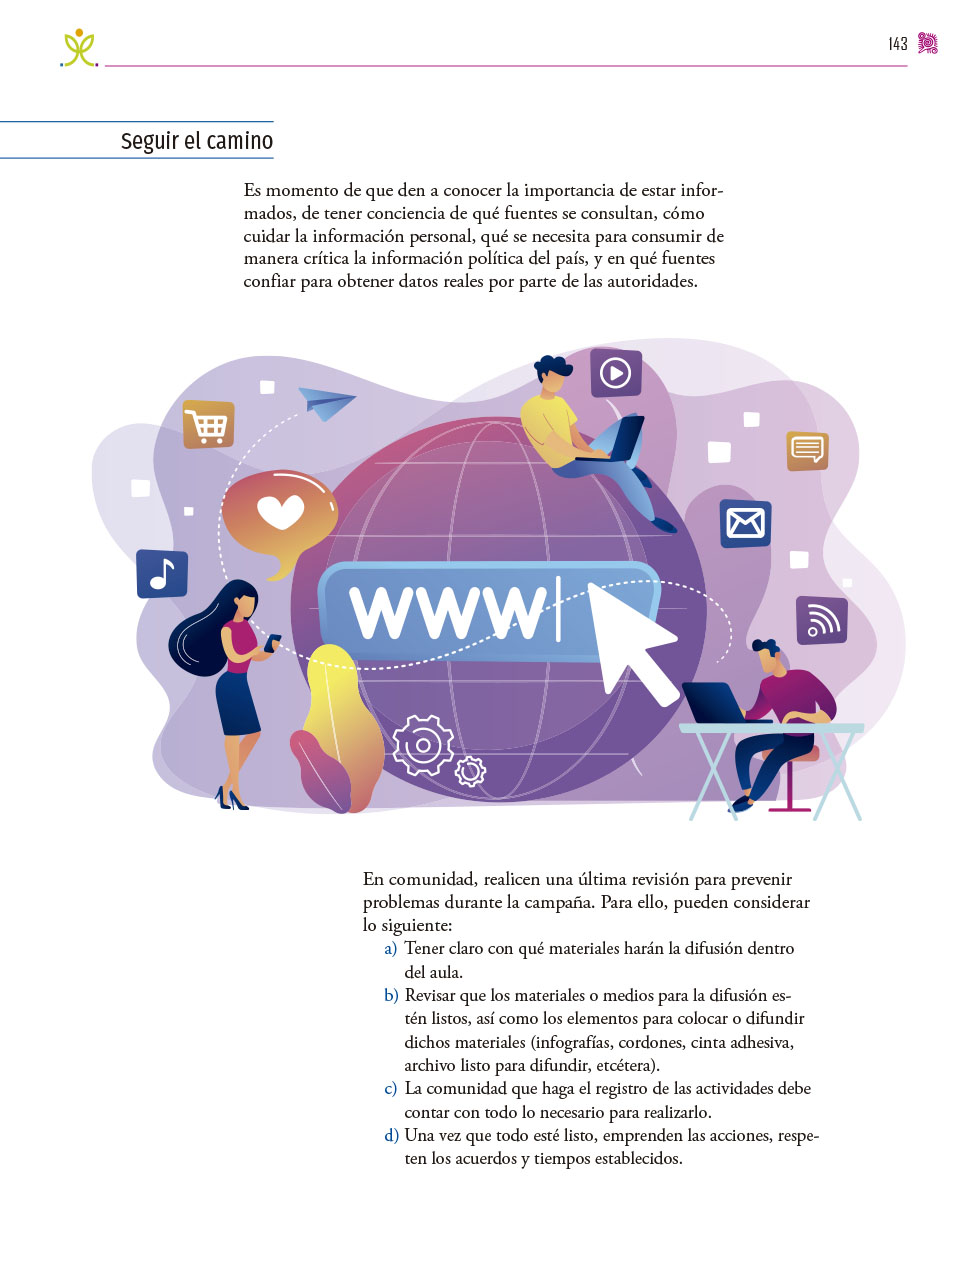 143
Seguir el camino
Es momento de que den a conocer la importancia de estar infor-
mados, de tener conciencia de qué fuentes se consultan, cómo
cuidar la información personal, qué se necesita para consumir de
manera crítica la información política del país, y en qué fuentes
confiar para obtener datos reales por parte de las autoridades.
www
En comunidad, realicen una última revisión para prevenir
problemas durante la campaña. Para ello, pueden considerar
lo siguiente:
a) Tener claro con qué materiales harán la difusión dentro
del aula.
b) Revisar que los materiales o medios para la difusión es-
tén listos, así como los elementos para colocar o difundir
dichos materiales (infografías, cordones, cinta adhesiva,
archivo listo para difundir, etcétera).
c) La comunidad que haga el registro de las actividades debe
contar con todo lo necesario para realizarlo.
d) Una vez que todo esté listo, emprenden las acciones, respe-
ten los acuerdos y tiempos establecidos.